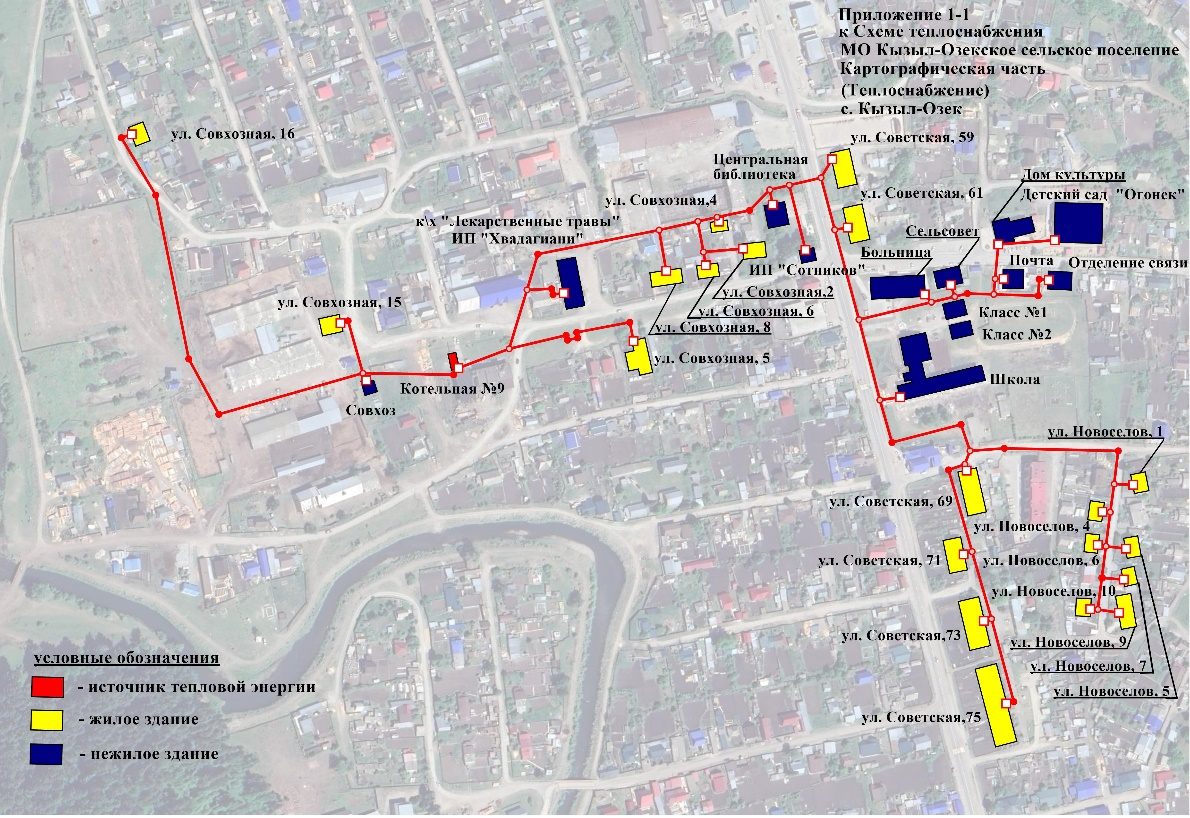 Приложение 1-1
к Схеме теплоснабжения
МО Кызыл-Озекское сельское поселение
Картографическая часть
(Теплоснабжение)
с. Кызыл-Озек
ул. Совхозная, 16
ул. Советская, 59
Центральная
библиотека
Дом культуры
ул. Советская, 61
Детский сад "Огонек"
ул. Совхозная,4
к\х "Лекарственные травы"
ИП "Хвадагиани"
Сельсовет
Больница
Почта
Отделение связи
ИП "Сотников"
ул. Совхозная,2
ул. Совхозная, 15
ул. Совхозная, 6
Класс №1
ул. Совхозная, 8
Класс №2
ул. Совхозная, 5
Школа
Котельная №9
Совхоз
ул. Новоселов, 1
ул. Советская, 69
ул. Новоселов, 4
ул. Советская, 71
ул. Новоселов, 6
ул. Новоселов, 10
ул. Советская,73
ул. Новоселов, 9
ул. Новоселов, 7
ул. Новоселов. 5
ул. Советская,75
условные обозначения
- источник тепловой энергии
- жилое здание
- нежилое здание